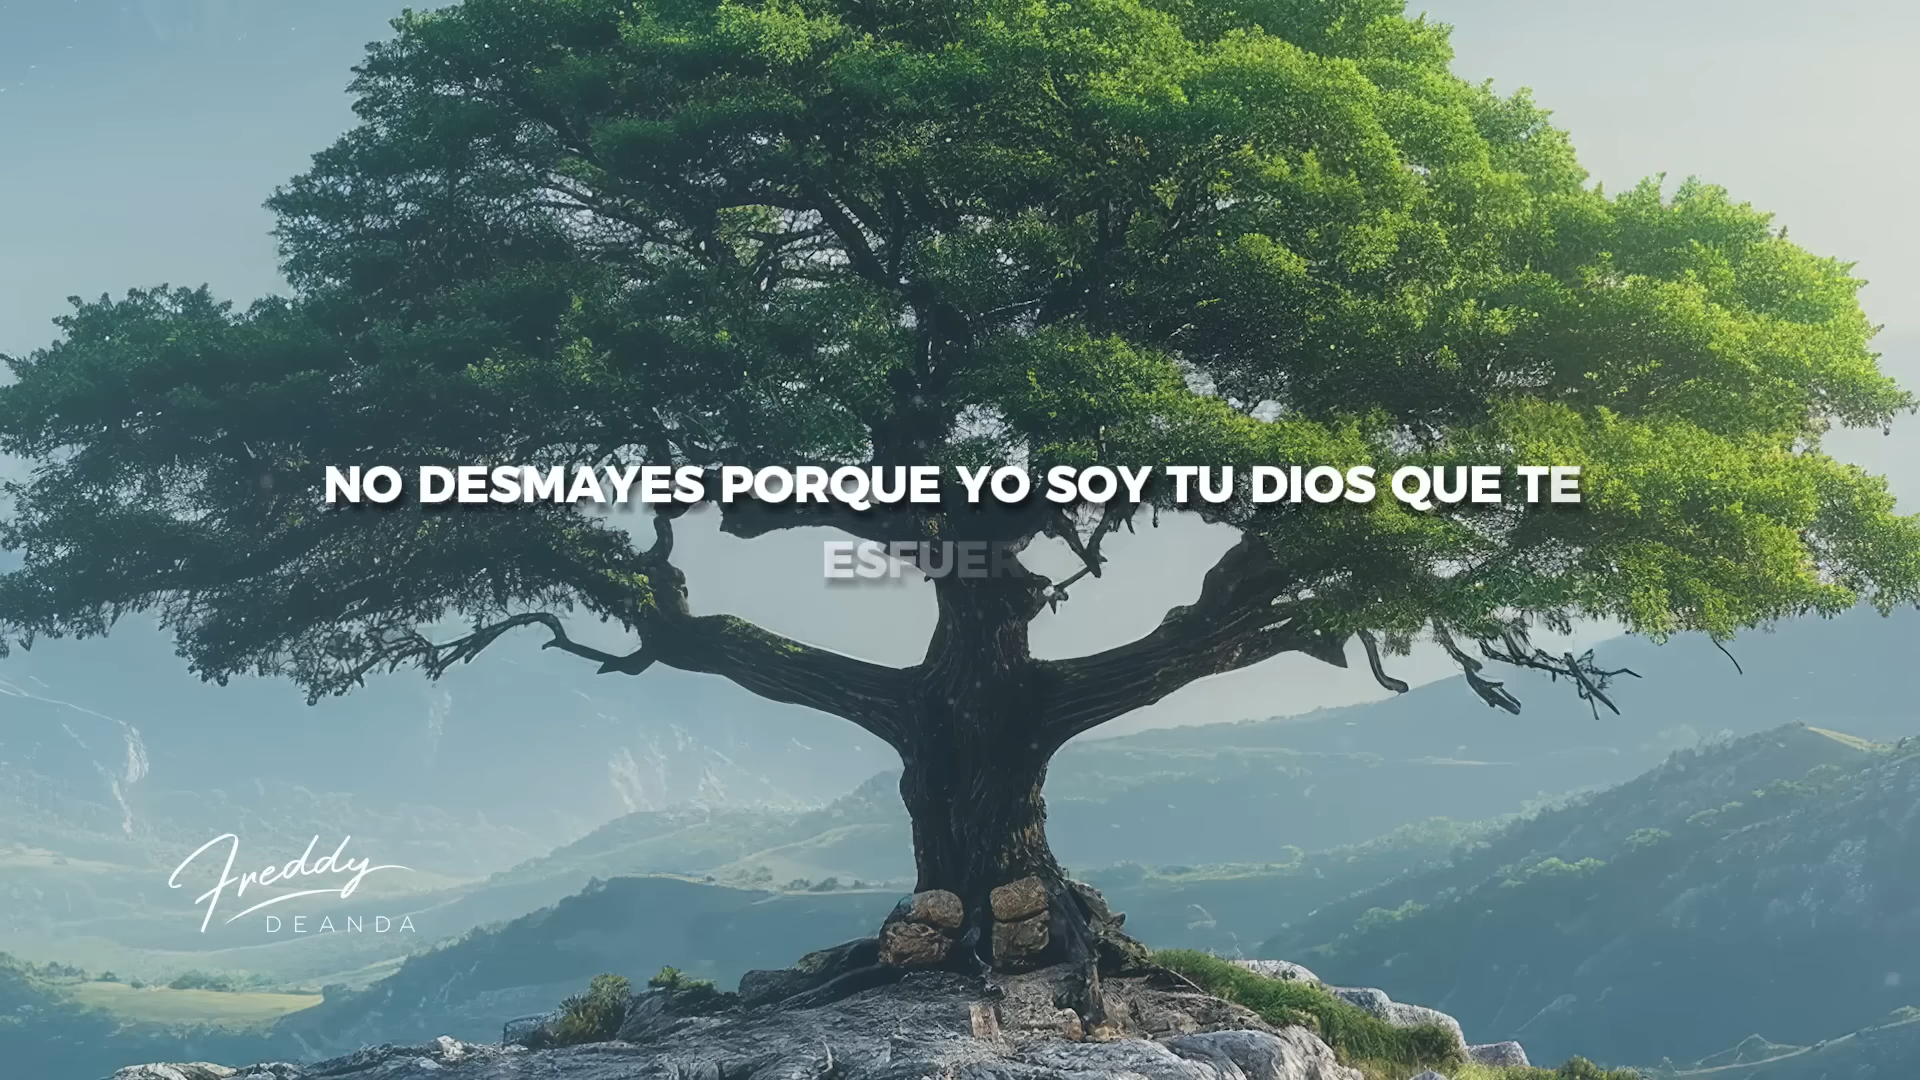 NO DESMAYES PORQUE YO SOY TU DIOS QUE TE
ESFUER
Freddy
DEANDA